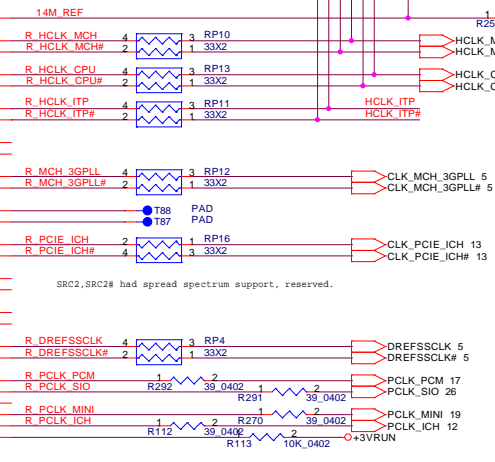 14M_REF
1
R25
R_HCLK_MCH 4 3 RP10
R_HCLK_MCH# 2 1 33X2
HCLK_M
HCLK_M
R_HCLK_CPU 4 3 RP13
R_HCLK_CPU# 2 1 33X2
HCLK_C
HCLK_C
R_HCLK_ITP 4 3 RP11 HCLK_ITP
R_HCLK_ITP# 2 1 33X2 HCLK_ITP#
R_MCH_3GPLL 4 3 RP12 CLK_MCH_3GPLL 5
R_MCH_3GPLL# 2 1 33X2 CLK_MCH_3GPLL# 5
T88 PAD
T87 PAD
R_PCIE_ICH 2 1 RP16 CLK_PCIE_ICH 13
R_PCIE_ICH# 4 3 33X2 CLK_PCIE_ICH# 13
SRC2,SRC2# had spread spectrum support, reserved.
R_DREFSSCLK 4 3 RP4 DREFSSCLK 5
R_DREFSSCLK# 2 1 33X2 DREFSSCLK# 5
R_PCLK_PCM 1 2 PCLK_PCM 17
R_PCLK_SIO R292 39_0402 1 2 PCLK_SIO 26
R291 39_0402
R_PCLK_MINI 1 2 PCLK_MINI 19
R_PCLK_ICH 1 2 R270 39_0402 PCLK_ICH 12
R112 39_0402 1 2 +3VRUN
R113 10K_0402